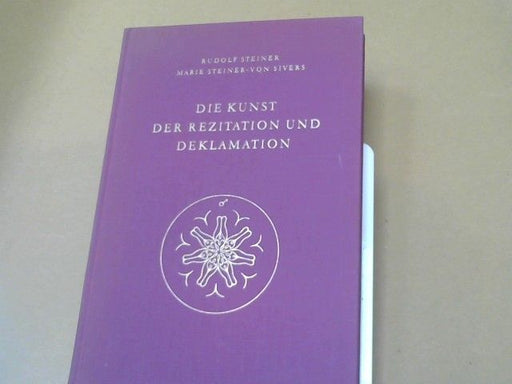 RUDOLF STEINER
MARIE STEINER-VON SIVERS
DIE KUNST
DER REZITATION UND
DEKLAMATION
♂